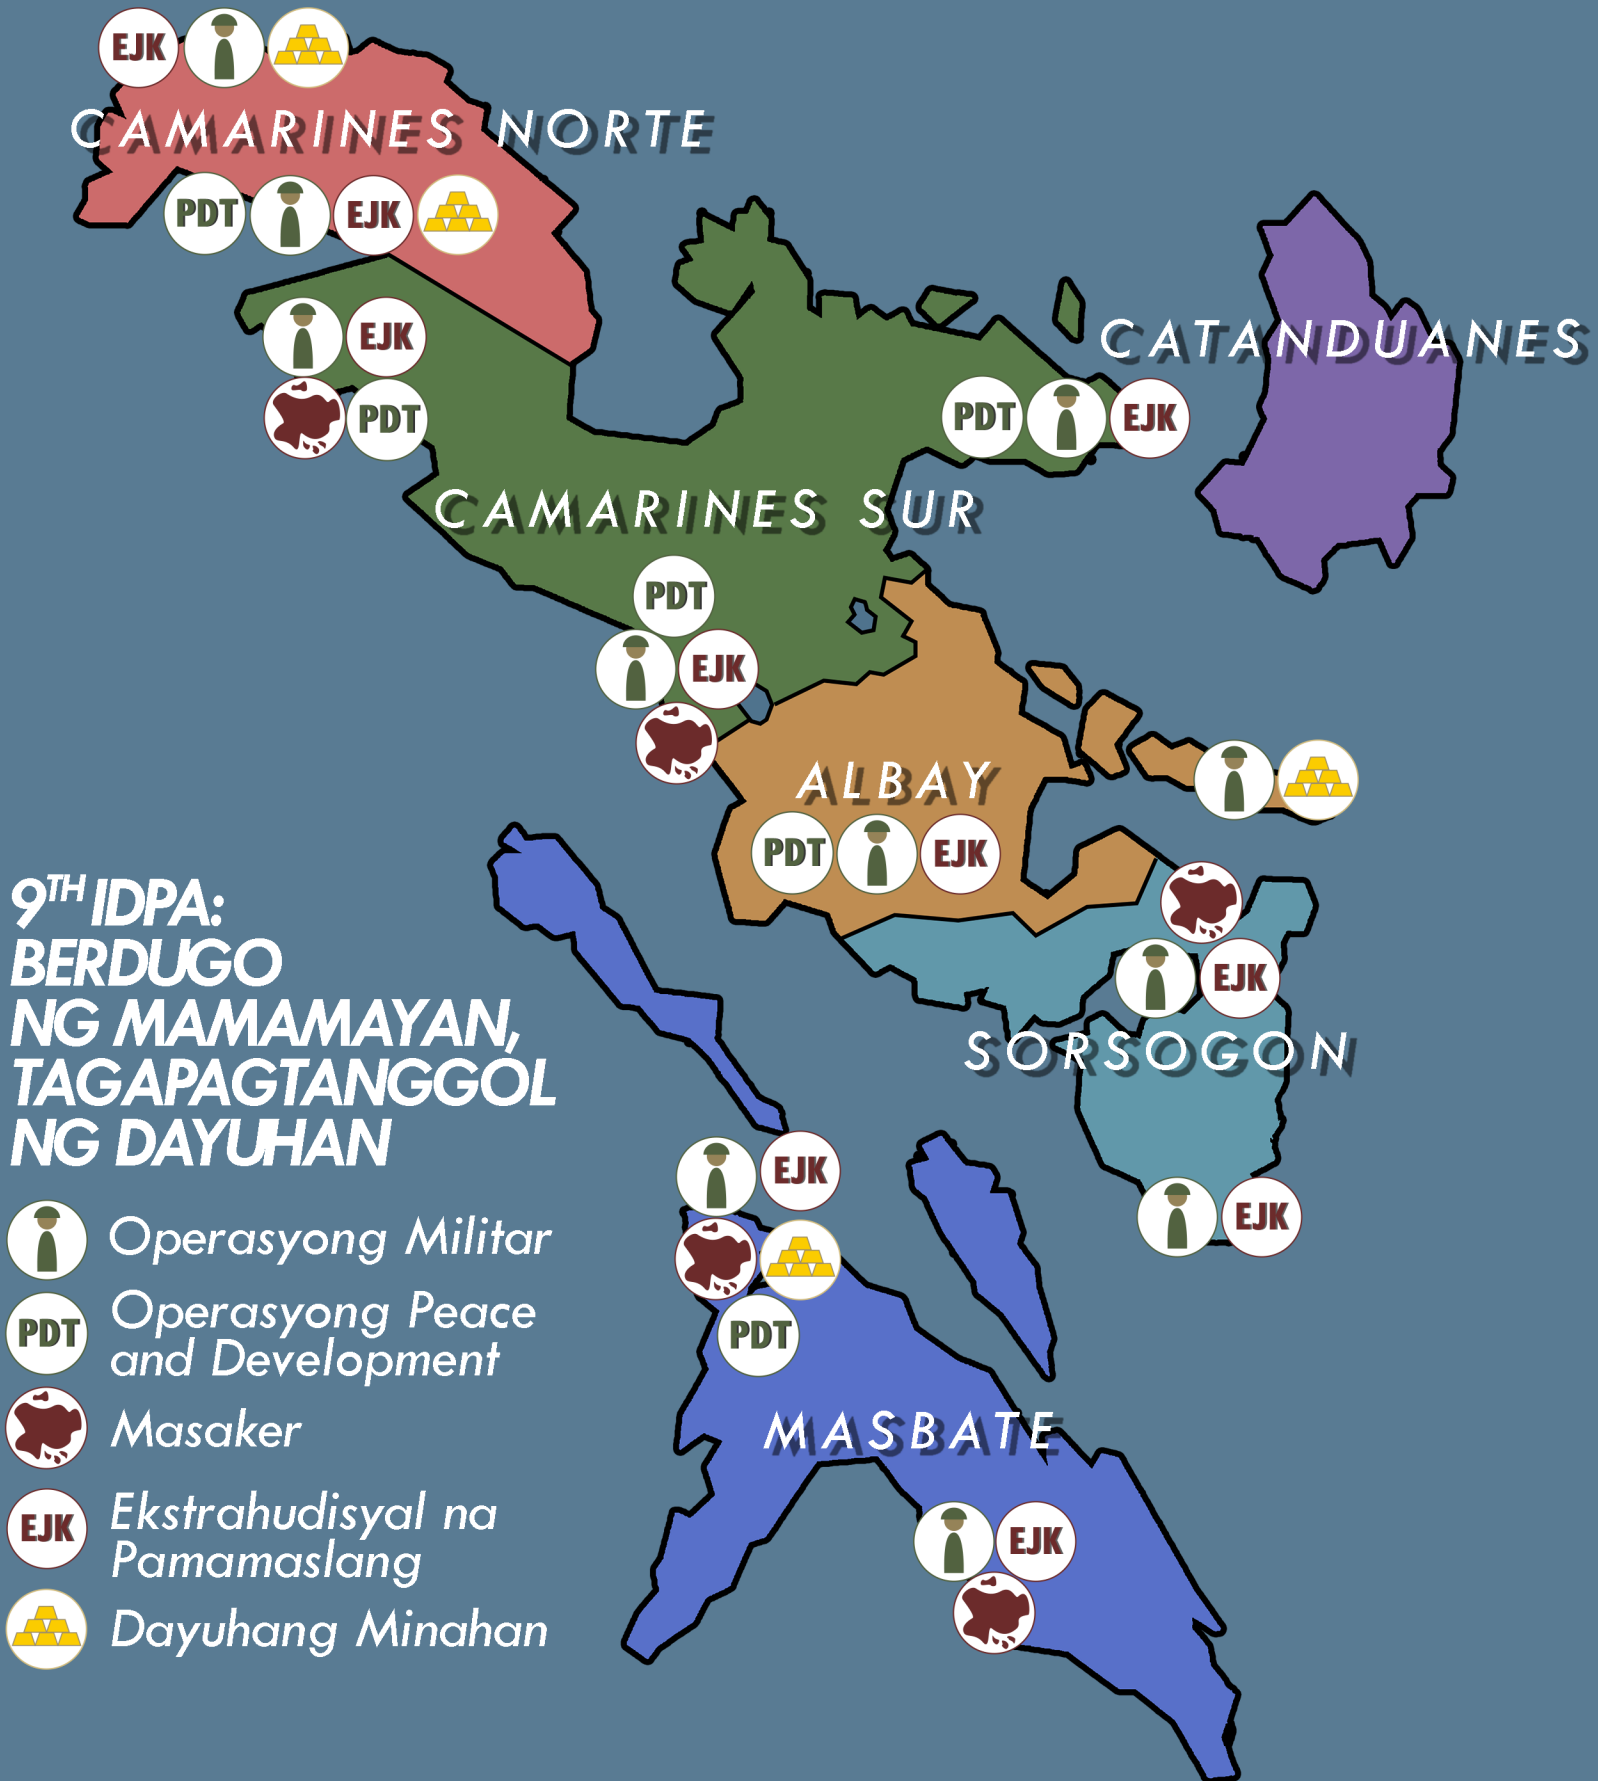 EJK
CAMARINES NORTE
PDT EJK
EJK
PDT
CATANDUANES
PDT EJK
CAMARINES SUR
PDT
EJK
ALBAY
PDT EJK
EJK
SORSOGON
EJK
EJK
PDT
MASBATE
EJK
9TH IDPA:
BERDUGO
NG MAMAMAYAN,
TAGAPAGTANGGOL
NG DAYUHAN
Operasyong Militar
PDT Operasyong Peace
and Development
Masaker
EJK Ekstrahudisyal na
Pamamaslang
Dayuhang Minahan